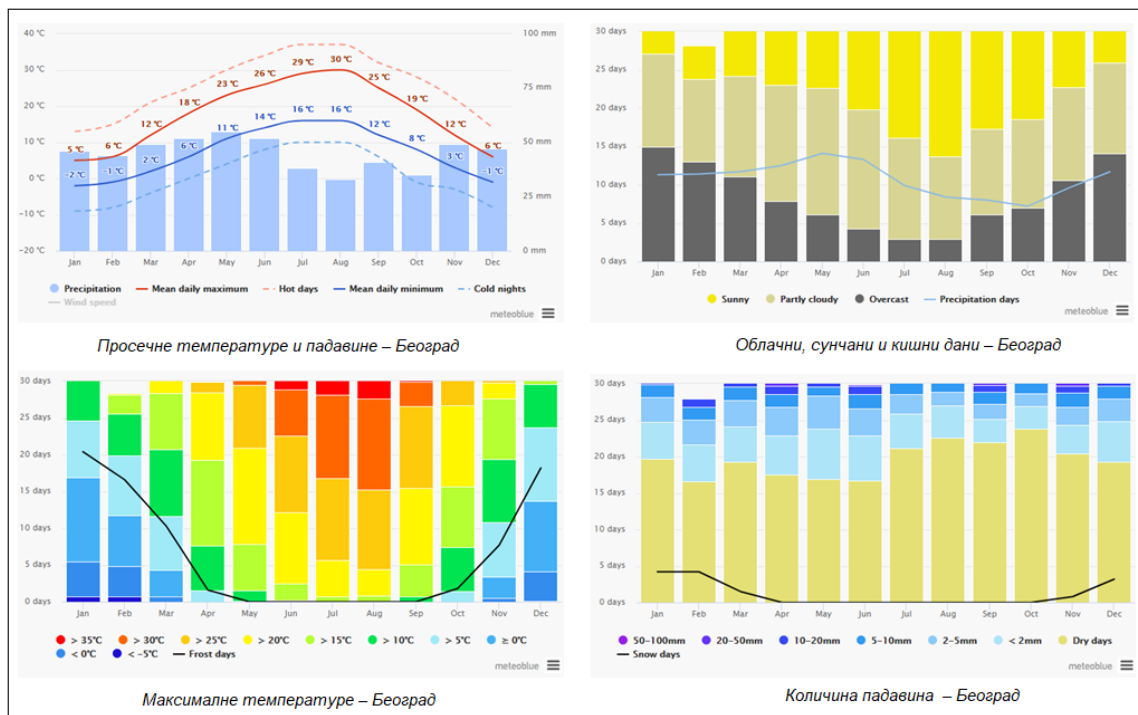 40 °C
100 mm
30 °C
75 mm
20 °C
50 mm
10 °C
0 °C
25 mm
-10 °C
-20 °C
0 mm
5 °C 6 °C 12 °C 18 °C 23 °C 26 °C 29 °C 30 °C 25 °C 19 °C 12 °C 6 °C
-2 °C -1 °C 2 °C 6 °C 11 °C 14 °C 16 °C 16 °C 12 °C 8 °C 3 °C -1 °C
Jan Feb Mar Apr May Jun Jul Aug Sep Oct Nov Dec
Precipitation Mean daily maximum Hot days Mean daily minimum Cold nights
Wind speed
meteoblue
Просечне температуре и падавине – Београд
30 days
25 days
20 days
15 days
10 days
5 days
0 days
Jan Feb Mar Apr May Jun Jul Aug Sep Oct Nov Dec
Sunny Partly cloudy Overcast Precipitation days
meteoblue
Облачни, сунчани и кишни дани – Београд
30 days
25 days
20 days
15 days
10 days
5 days
0 days
Jan Feb Mar Apr May Jun Jul Aug Sep Oct Nov Dec
> 35°C > 30°C > 25°C > 20°C > 15°C > 10°C > 5°C ≥ 0°C
< 0°C < -5°C Frost days
meteoblue
Максималне температуре – Београд
30 days
25 days
20 days
15 days
10 days
5 days
0 days
Jan Feb Mar Apr May Jun Jul Aug Sep Oct Nov Dec
50-100mm 20-50mm 10-20mm 5-10mm 2-5mm < 2mm Dry days
Snow days
meteoblue
Количина падавина – Београд